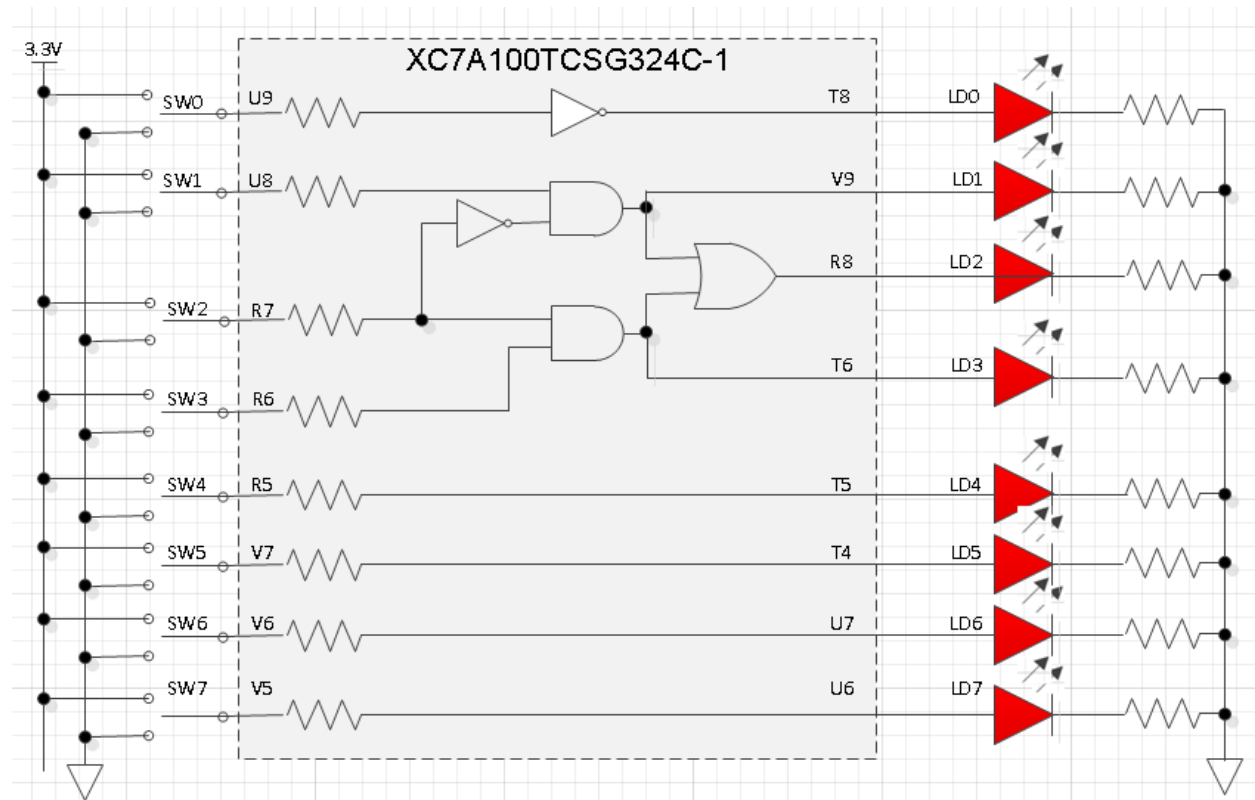 XC7A100TCSG324C-1
3.3V
SW0 U9 T8 LD0
SW1 U8 V9 LD1
R8 LD2
SW2 R7
T6 LD3
SW3 R6
SW4 R5 T5 LD4
SW5 V7 T4 LD5
SW6 V6 U7 LD6
SW7 V5 U6 LD7